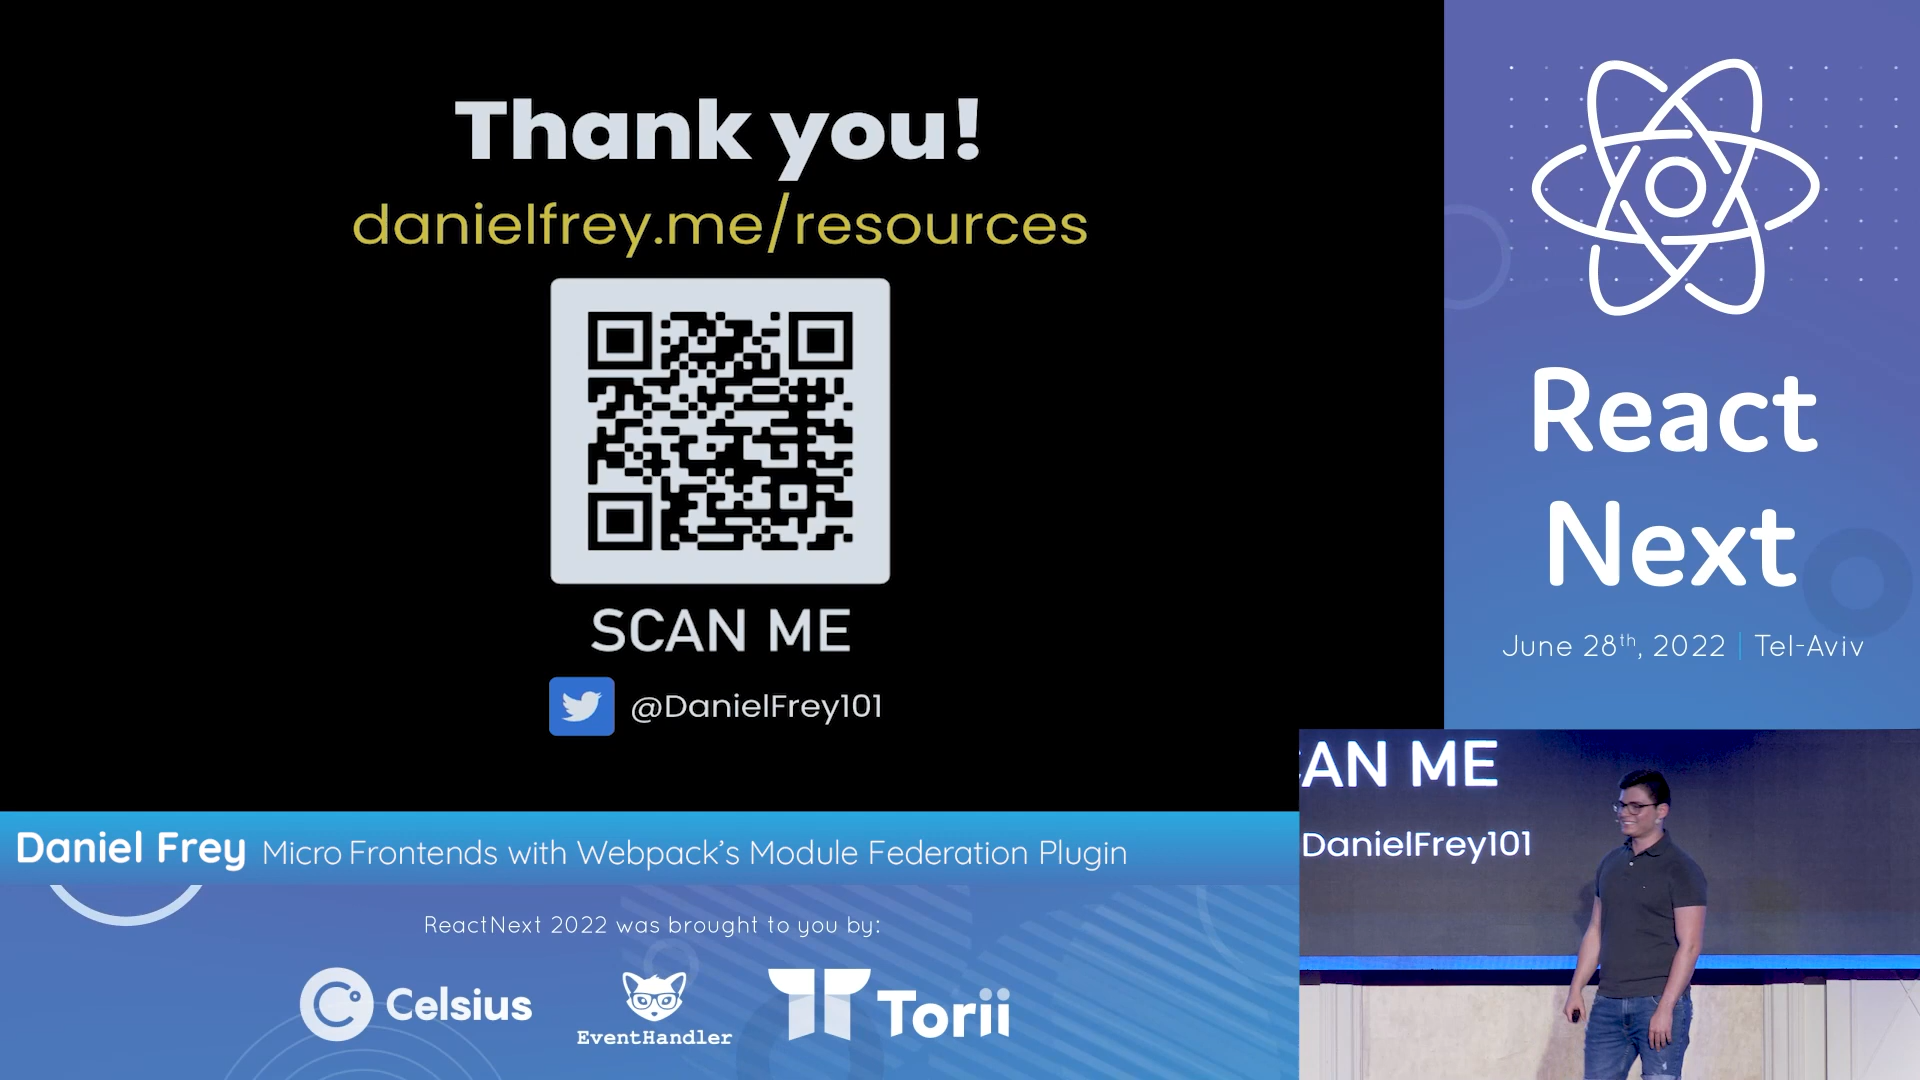 Thank you!
danielfrey.me/resources
SCAN ME
@DanielFrey101
React
Next
June 28th, 2022 | Tel-Aviv
AN ME
DanielFrey101
Daniel Frey Micro Frontends with Webpack's Module Federation Plugin
ReactNext 2022 was brought to you by:
Celsius
EventHandler
Torii